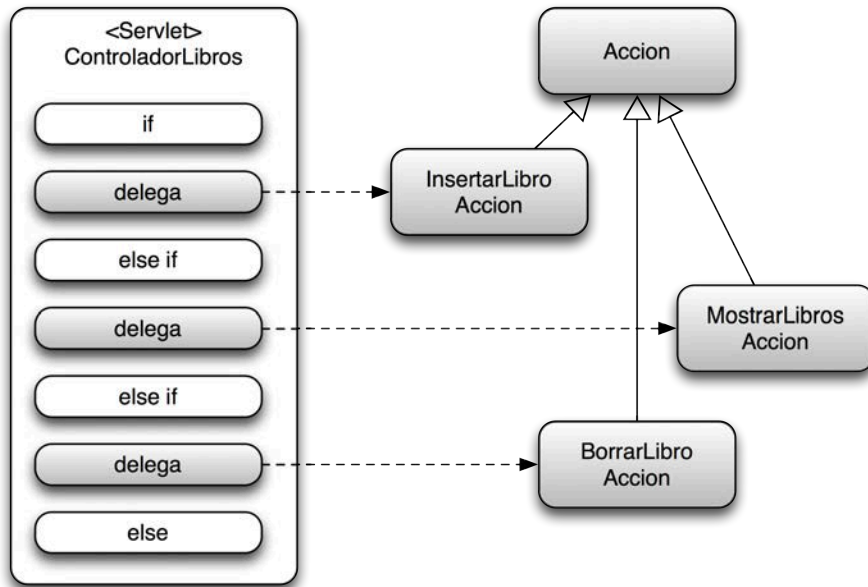 <Servlet>
ControladorLibros
if
delega
else if
delega
else if
delega
else
Accion
InsertarLibro
Accion
MostrarLibros
Accion
BorrarLibro
Accion